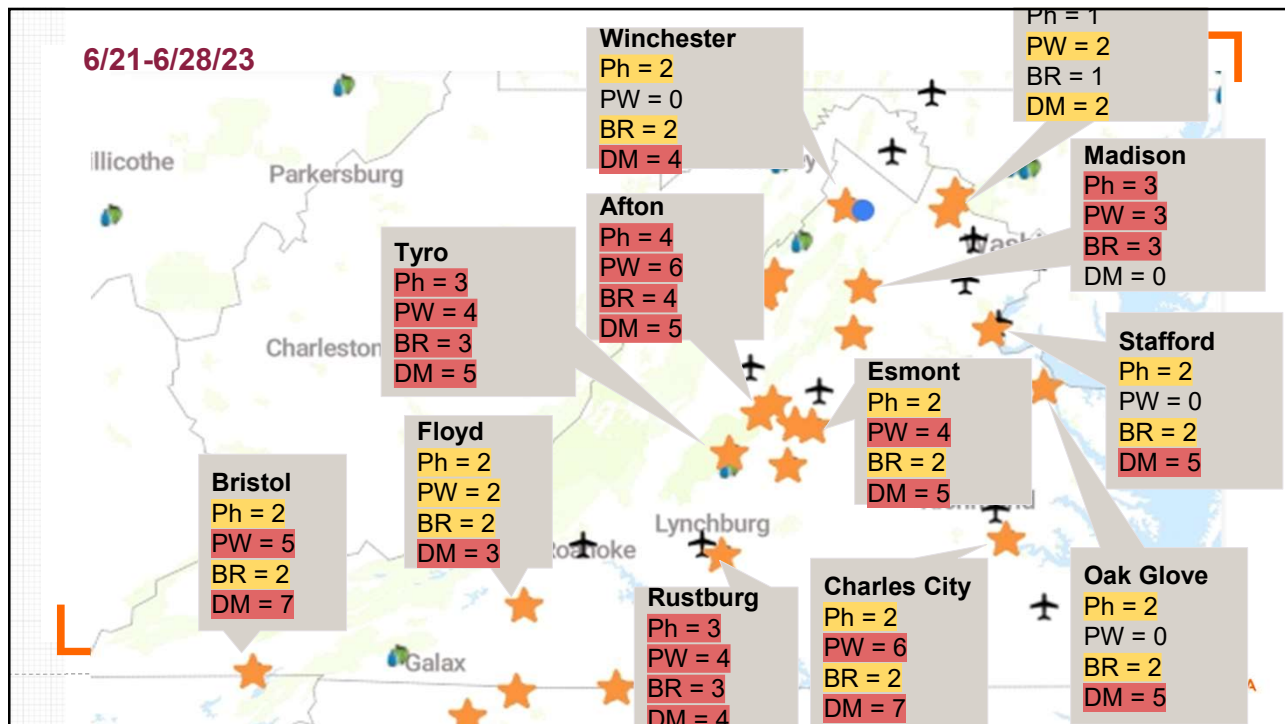 6/21-6/28/23
Winchester
Ph = 2
PW = 0
BR = 2
DM = 4
Ph = 1
PW = 2
BR = 1
DM = 2
Madison
Ph = 3
PW = 3
BR = 3
DM = 0
Afton
Ph = 4
PW = 6
BR = 4
DM = 5
Tyro
Ph = 3
PW = 4
BR = 3
DM = 5
Stafford
Ph = 2
PW = 0
BR = 2
DM = 5
Esmont
Ph = 2
PW = 4
BR = 2
DM = 5
Floyd
Ph = 2
PW = 2
BR = 2
DM = 3
Bristol
Ph = 2
PW = 5
BR = 2
DM = 7
Rustburg
Ph = 3
PW = 4
BR = 3
DM = 4
Charles City
Ph = 2
PW = 6
BR = 2
DM = 7
Oak Glove
Ph = 2
PW = 0
BR = 2
DM = 5
illicothe
Parkersburg
Charleston
Wash
Lynchburg
Roanoke
Galax
A